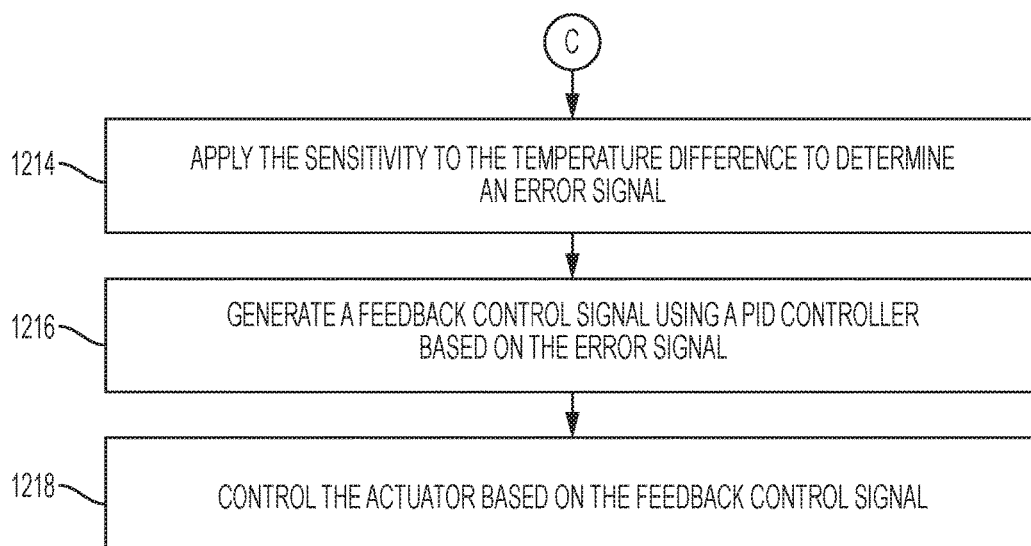 C
1214
APPLY THE SENSITIVITY TO THE TEMPERATURE DIFFERENCE TO DETERMINE
AN ERROR SIGNAL
1216
GENERATE A FEEDBACK CONTROL SIGNAL USING A PID CONTROLLER
BASED ON THE ERROR SIGNAL
1218
CONTROL THE ACTUATOR BASED ON THE FEEDBACK CONTROL SIGNAL